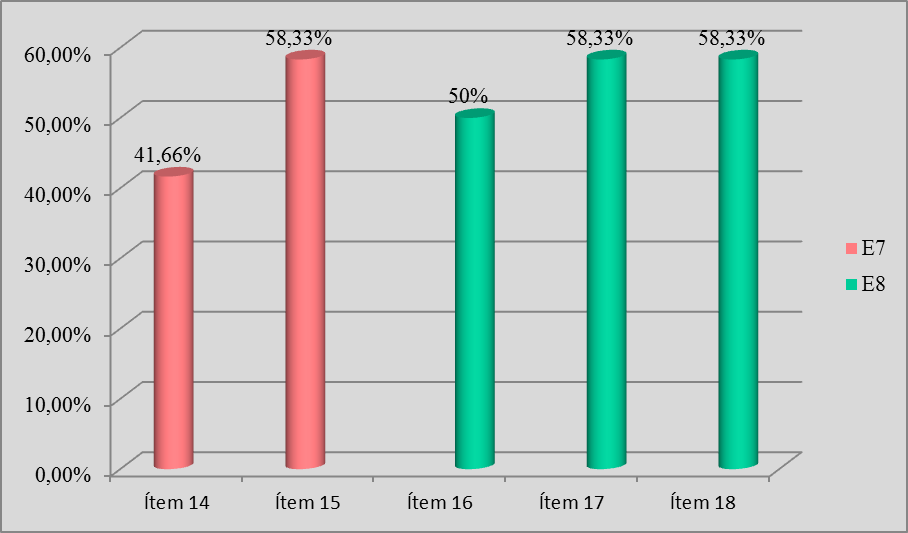 58,33%
58,33%
58,33%
60,00%
50%
50,00%
41,66%
40,00%
30,00%
E7
E8
20,00%
10,00%
0,00%
Ítem 14
Ítem 15
Ítem 16
Ítem 17
Ítem 18